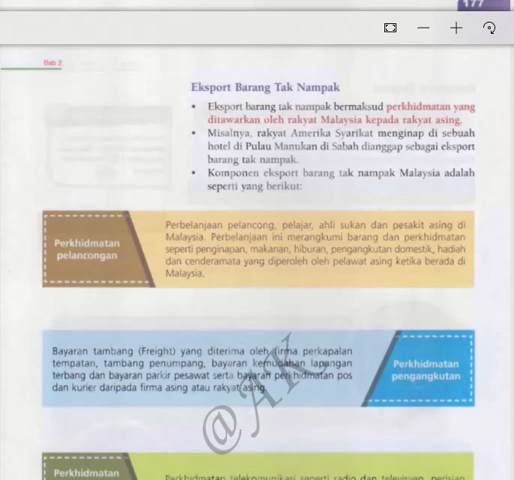 177
Bab 2
Eksport Barang Tak Nampak
• Eksport barang tak nampak bermaksud perkhidmatan yang
ditawarkan oleh rakyat Malaysia kepada rakyat asing.
• Misalnya, rakyat Amerika Syarikat menginap di sebuah
hotel di Pulau Manukan di Sabah dianggap sebagai eksport
barang tak nampak.
• Komponen eksport barang tak nampak Malaysia adalah
seperti yang berikut:
Perkhidmatan
pelancongan
Perbelanjaan pelancong, pelajar, ahli sukan dan pesakit asing di
Malaysia. Perbelanjaan ini merangkumi barang dan perkhidmatan
seperti penginapan, makanan, hiburan, pengangkutan domestik, hadiah
dan cenderamata yang diperoleh oleh pelawat asing ketika berada di
Malaysia.
Bayaran tambang (Freight) yang diterima oleh firma perkapalan
tempatan, tambang penumpang, bayaran kemudahan lapangan
terbang dan bayaran parkir pesawat serta bayaran perkhidmatan pos
dan kurier daripada firma asing atau rakyat asing.
Perkhidmatan
pengangkutan
@AK
Perkhidmatan
Perkhidmatan telekomunikasi seperti radio dan televisyen, perisian